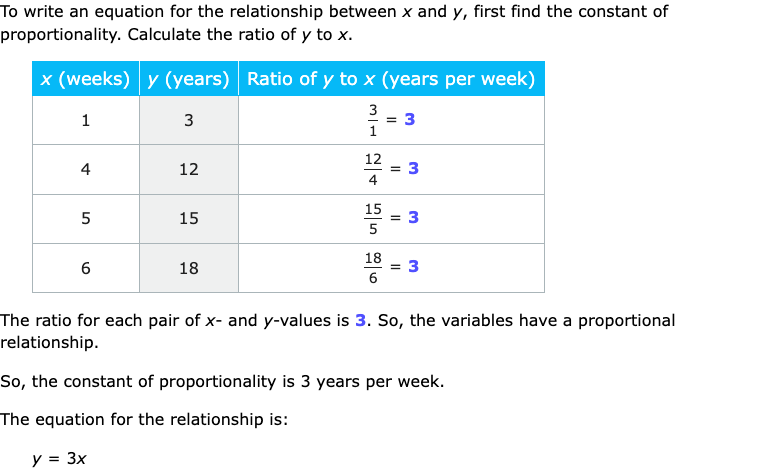 To write an equation for the relationship between x and y, first find the constant of
proportionality. Calculate the ratio of y to x.
x (weeks) y (years) Ratio of y to x (years per week)
1 3 3/1 = 3
4 12 12/4 = 3
5 15 15/5 = 3
6 18 18/6 = 3
The ratio for each pair of x- and y-values is 3. So, the variables have a proportional
relationship.
So, the constant of proportionality is 3 years per week.
The equation for the relationship is:
y = 3x